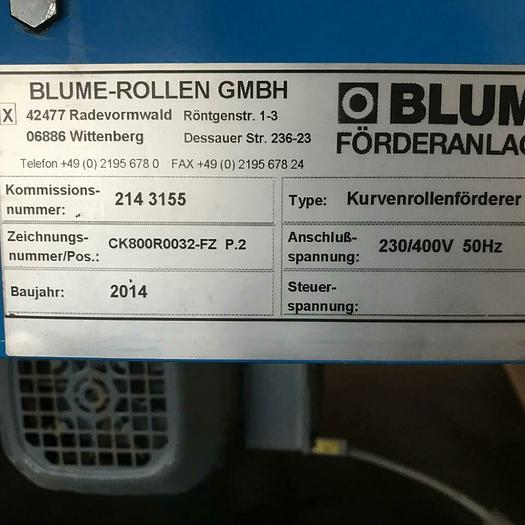 BLUME-ROLLEN GMBH
X 42477 Radevormwald Röntgenstr. 1-3
06886 Wittenberg Dessauer Str. 236-23
Telefon +49 (0) 2195 678 0 FAX +49 (0) 2195 678 24
BLUM
FÖRDERANLAG
Kommissions-
nummer: 214 3155
Type: Kurvenrollenförderer
Zeichnungs-
nummer/Pos.: CK800R0032-FZ P.2
Anschluß-
spannung: 230/400V 50Hz
Baujahr: 2014
Steuer-
spannung: